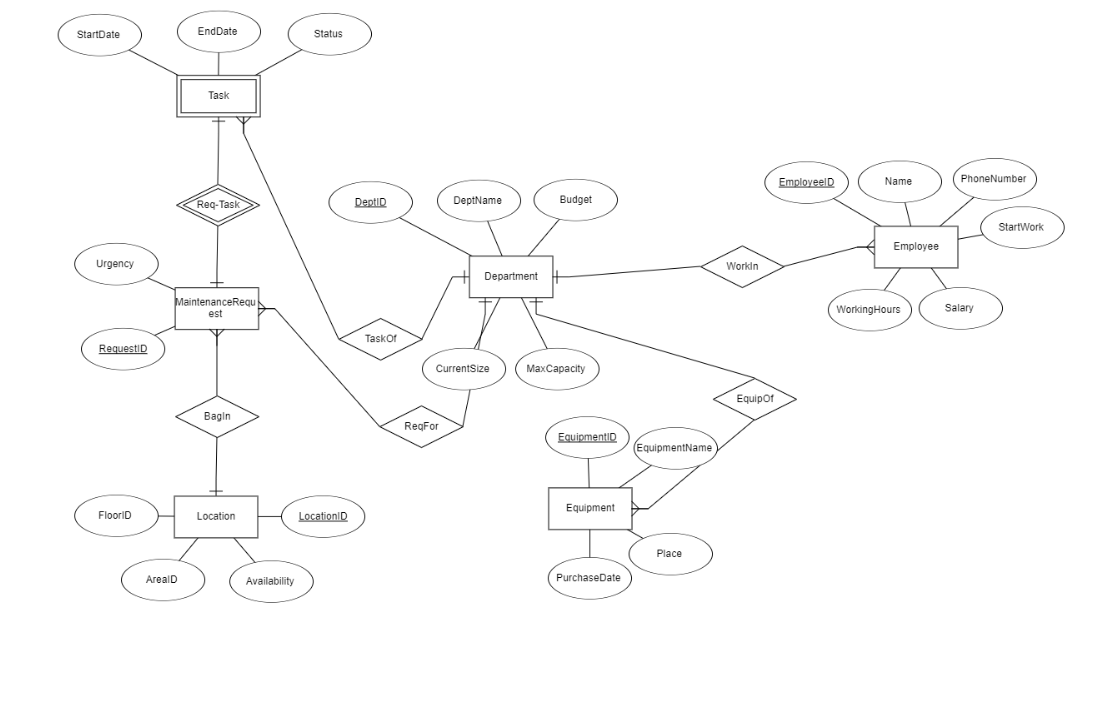 StartDate
EndDate
Status
Task
Req-Task
EmployeeID
Name
PhoneNumber
DeptID
DeptName
Budget
StartWork
Employee
Urgency
WorkIn
Department
MaintenanceRequ
est
WorkingHours
Salary
RequestID
TaskOf
CurrentSize
MaxCapacity
EquipOf
BagIn
ReqFor
EquipmentID
EquipmentName
FloorID
Location
LocationID
Equipment
Place
AreaID
Availability
PurchaseDate